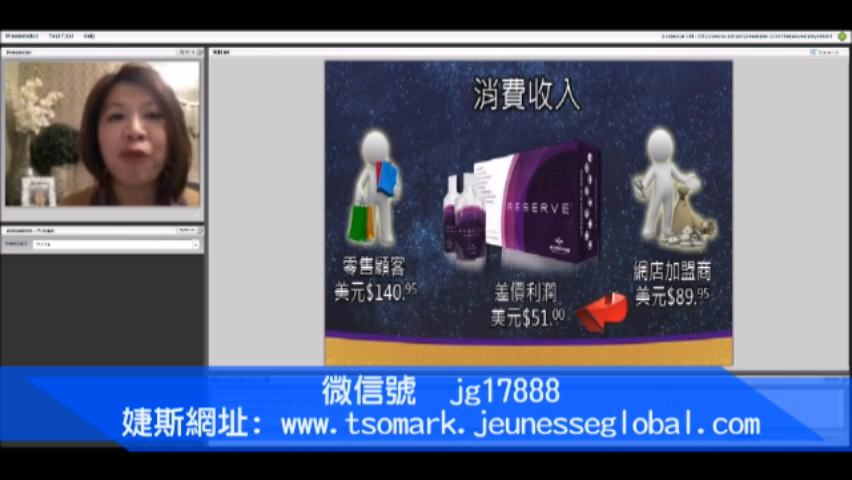 Help
消費收入
RESERVE
零售顧客
美元$140.95
差價利潤
美元$51.00
網店加盟商
美元$89.95
微信號 jg17888
婕斯網址: www.tsomark.jeunesseglobal.com